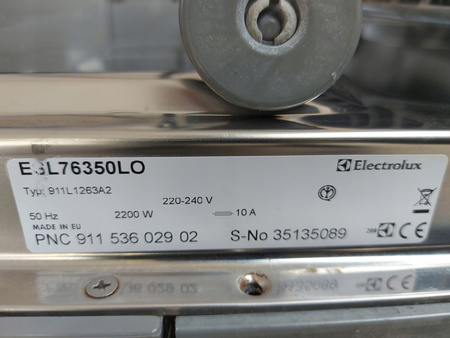 ESL76350LO
Electrolux
Typ. 911L1263A2
220-240 V
50 Hz 2200 W 10 A
MADE IN EU
PNC 911 536 029 02 S-No 35135089
CE